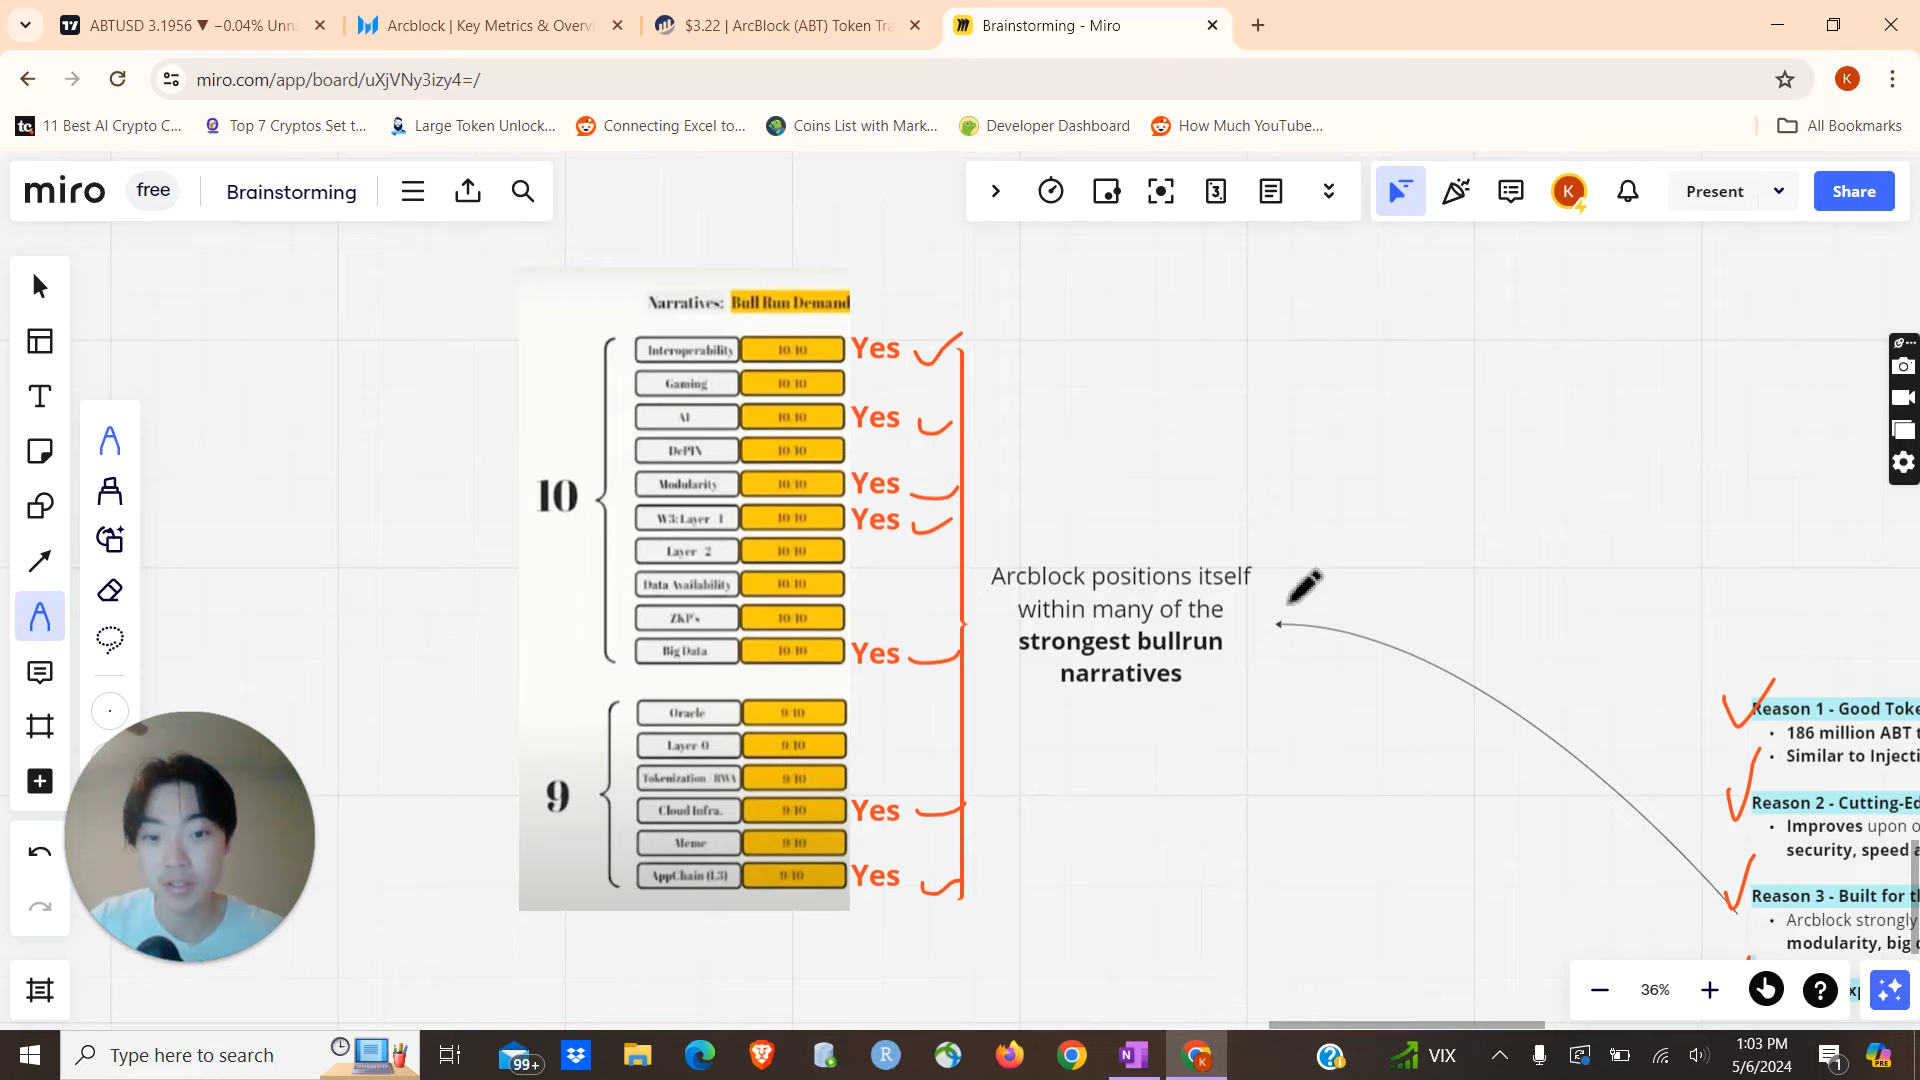 ABTUSD 3.1956 ▼ −0.04% Unna
Arcblock | Key Metrics & Overvi
$3.22 | ArcBlock (ABT) Token Tra
Brainstorming - Miro
miro.com/app/board/uXjVNy3izy4=/
K
11 Best AI Crypto C...
Top 7 Cryptos Set t...
Large Token Unlock...
Connecting Excel to...
Coins List with Mark...
Developer Dashboard
How Much YouTube...
All Bookmarks
miro
free
Brainstorming
K
Present
Share
Narratives: Bull Run Demand
10
Interoperability 10/10 Yes
Gaming 10/10
AI 10/10 Yes
DePIN 10/10
Modularity 10/10 Yes
W3: Layer 1 10/10 Yes
Layer 2 10/10
Data Availability 10/10
ZKP's 10/10
Big Data 10/10 Yes
9
Oracle 9/10
Layer 0 9/10
Tokenization / RWA 9/10
Cloud Infra. 9/10 Yes
Meme 9/10
AppChain (L3) 9/10 Yes
Arcblock positions itself
within many of the
strongest bullrun
narratives
Reason 1 - Good Toke
• 186 million ABT t
• Similar to Injecti
Reason 2 - Cutting-Ed
• Improves upon o
security, speed a
Reason 3 - Built for t
• Arcblock strongly
modularity, big
36%
Type here to search
99+
VIX
1:03 PM
5/6/2024
1